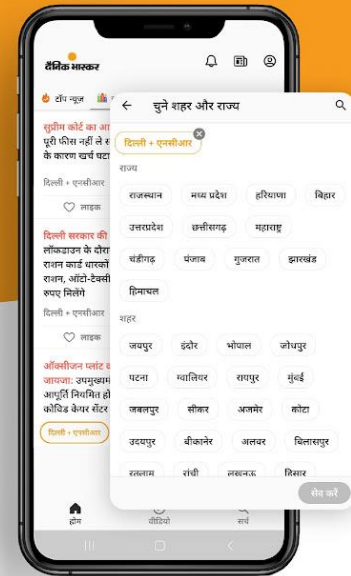 दैनिक भास्कर
टॉप न्यूज़
सुप्रीम कोर्ट का आ
पूरी फीस नहीं ले स
के कारण खर्च घटा
दिल्ली + एनसीआर
लाइक
दिल्ली सरकार की
लॉकडाउन के दौरा
राशन कार्ड धारकों
राशन, ऑटो-टैक्सी
रुपए मिलेंगे
दिल्ली + एनसीआर
लाइक
ऑक्सीजन प्लांट क
जायजा: उपमुख्यम
आपूर्ति नियमित हो
कोविड केयर सेंटर
दिल्ली + एनसीआर
चुने शहर और राज्य
दिल्ली + एनसीआर
राज्य
राजस्थान मध्य प्रदेश हरियाणा बिहार
उत्तरप्रदेश छत्तीसगढ़ महाराष्ट्र
चंडीगढ़ पंजाब गुजरात झारखंड
हिमाचल
शहर
जयपुर इंदौर भोपाल जोधपुर
पटना ग्वालियर रायपुर मुंबई
जबलपुर सीकर अजमेर कोटा
उदयपुर बीकानेर अलवर बिलासपुर
रतलाम रांची लखनऊ हिसार
सेव करें
होम वीडियो सर्च